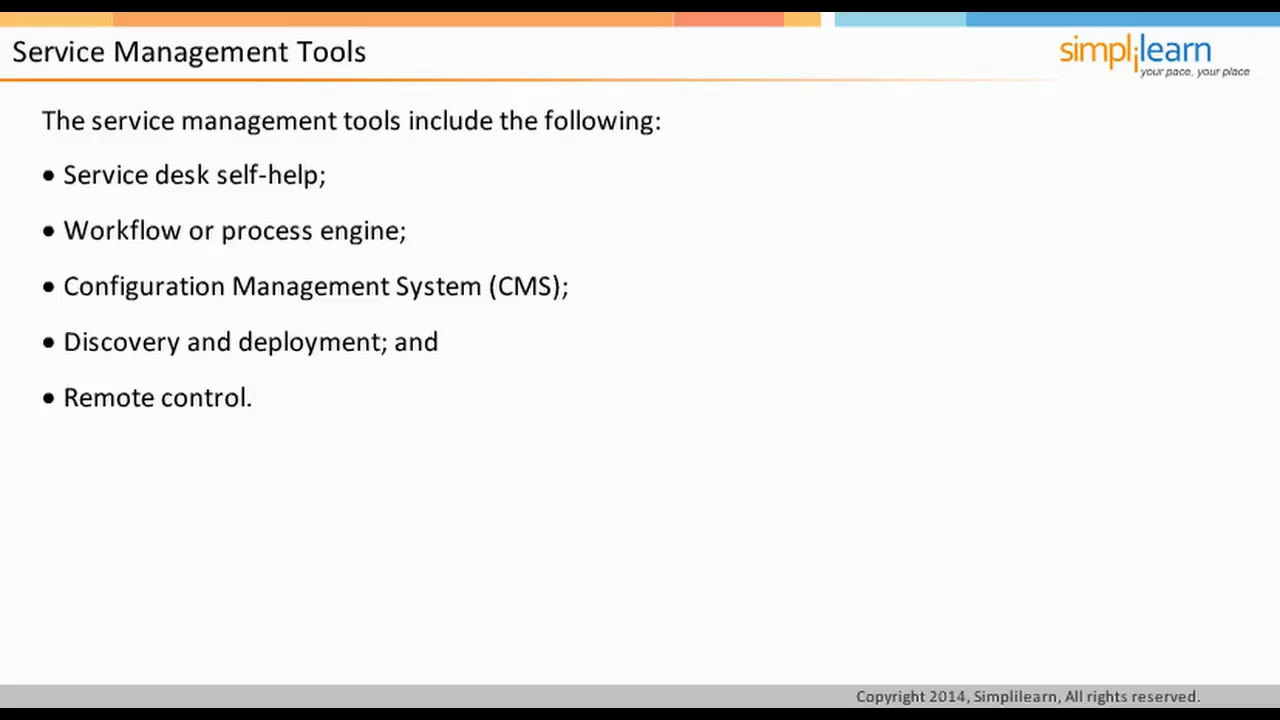 Service Management Tools
simplilearn
your pace, your place
The service management tools include the following:
• Service desk self-help;
• Workflow or process engine;
• Configuration Management System (CMS);
• Discovery and deployment; and
• Remote control.
Copyright 2014, Simplilearn, All rights reserved.